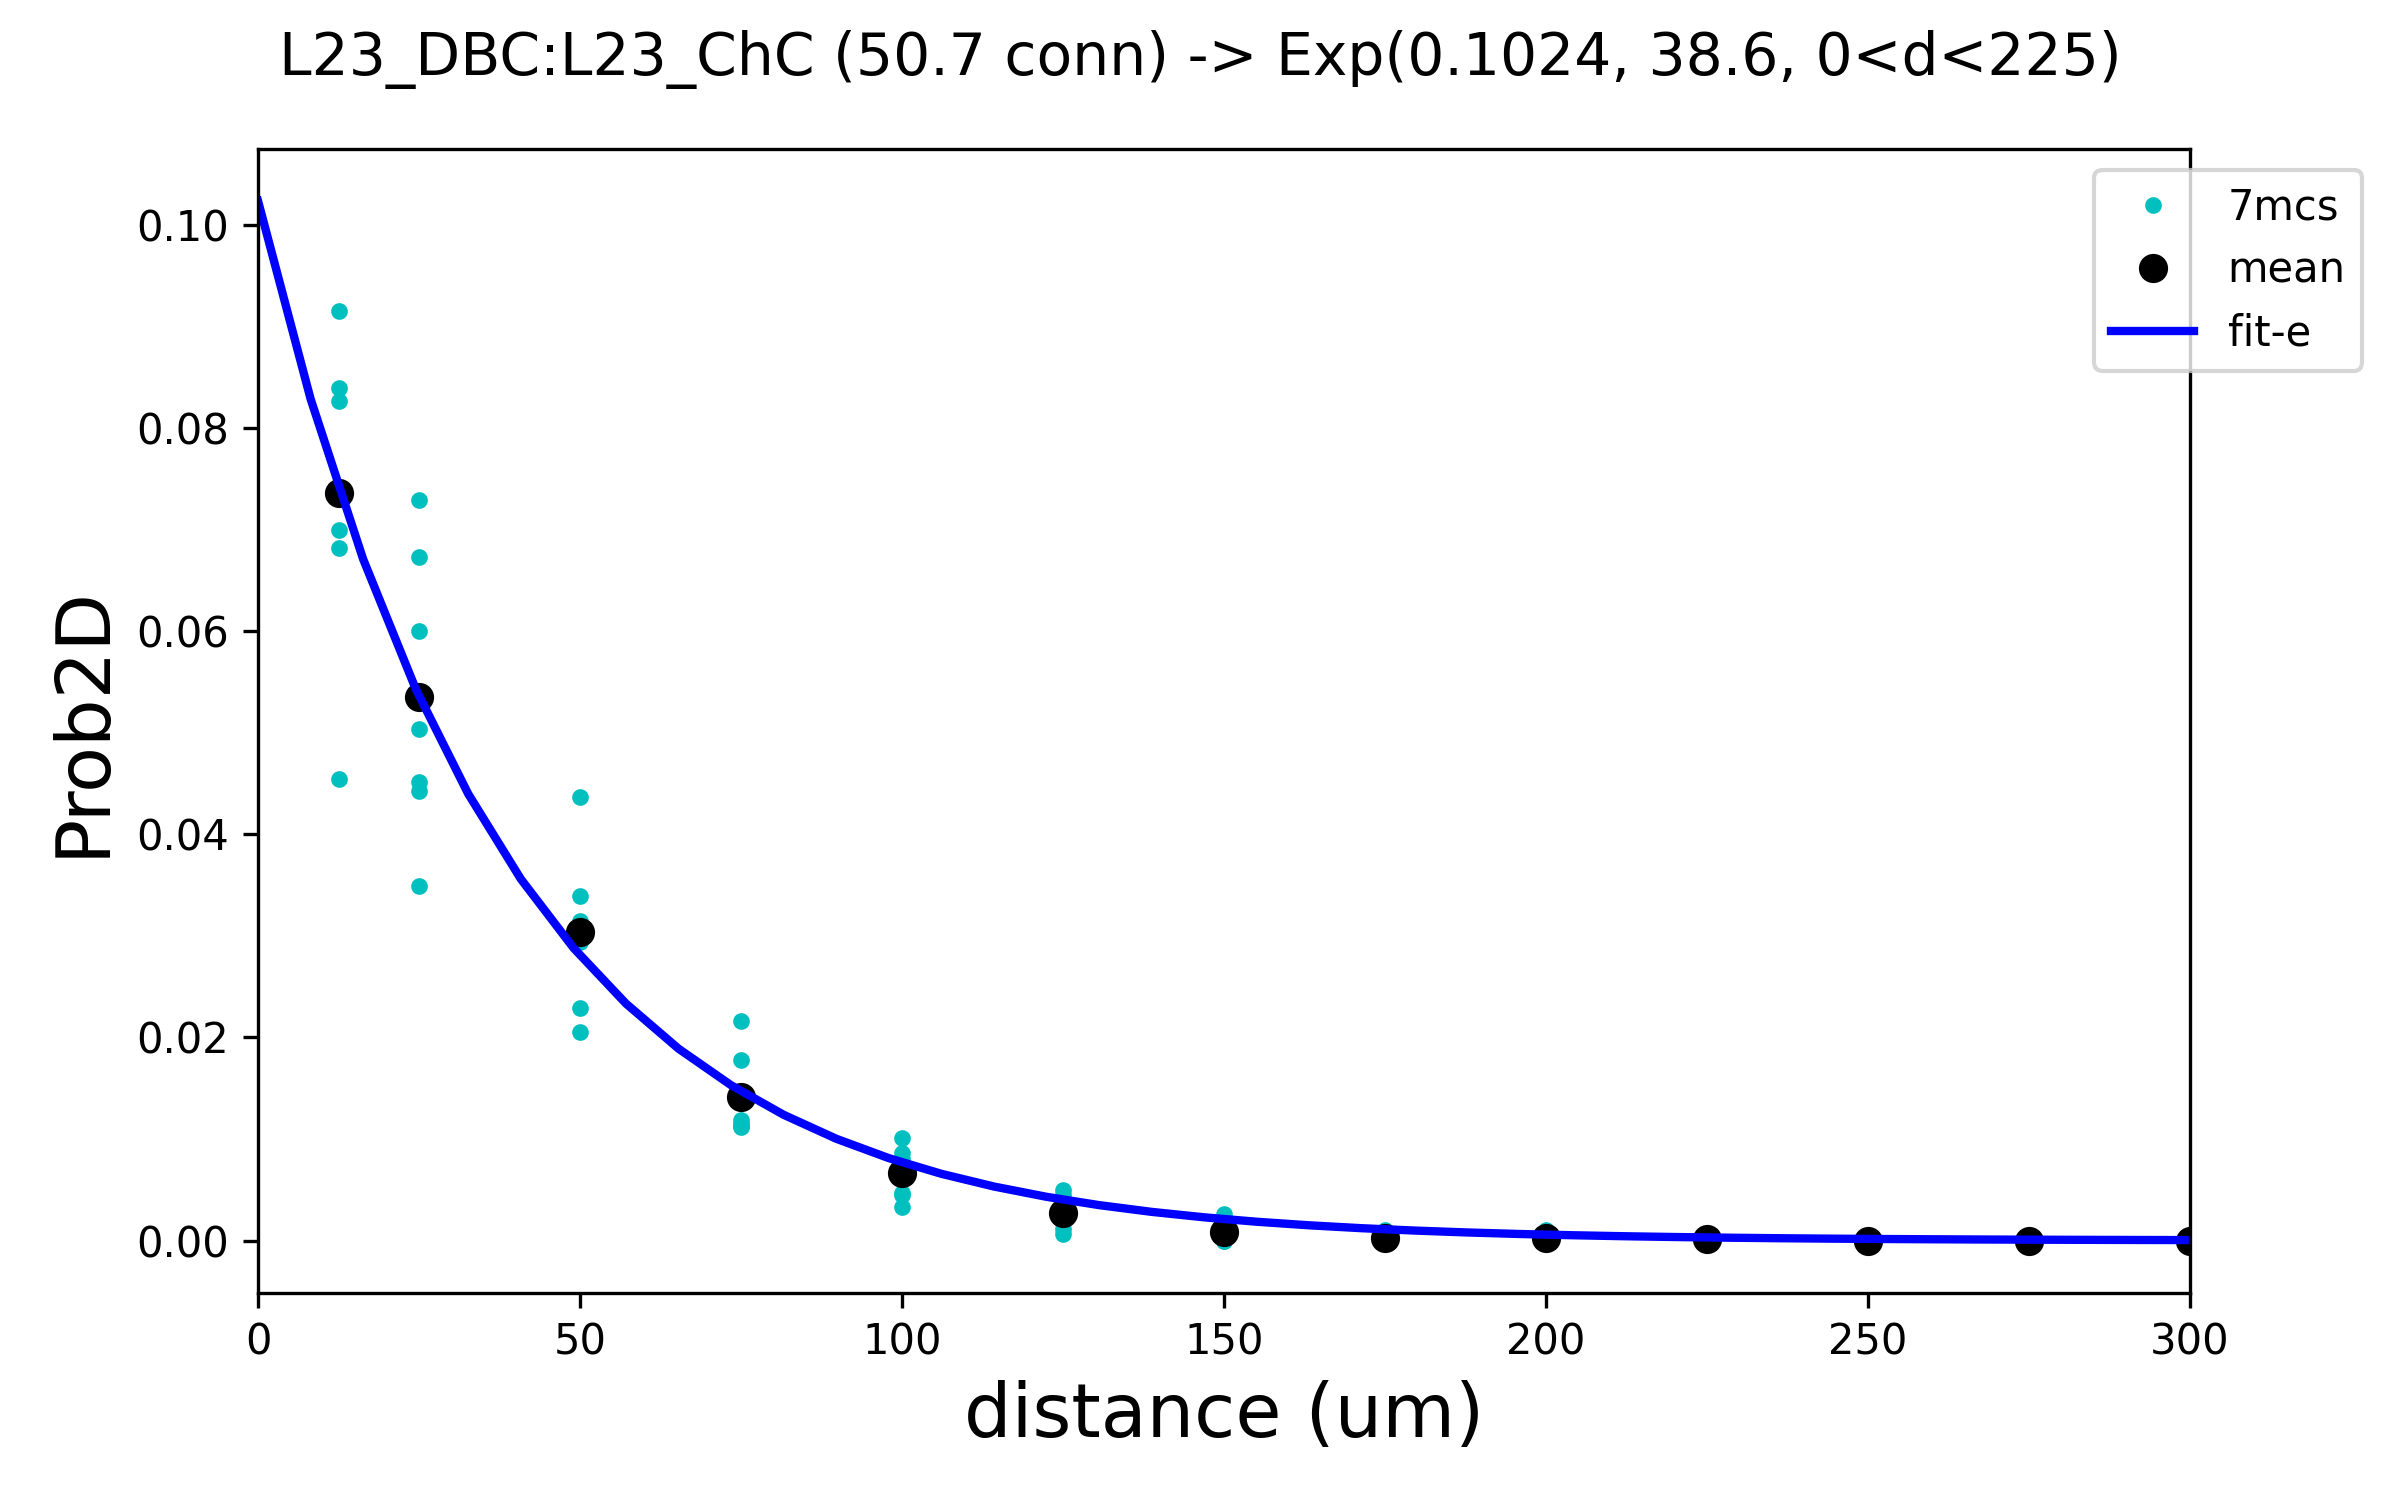 L23_DBC:L23_ChC (50.7 conn) -> Exp(0.1024, 38.6, 0<d<225)
7mcs
mean
fit-e
Prob2D
0.10
0.08
0.06
0.04
0.02
0.00
0 50 100 150 200 250 300
distance (um)